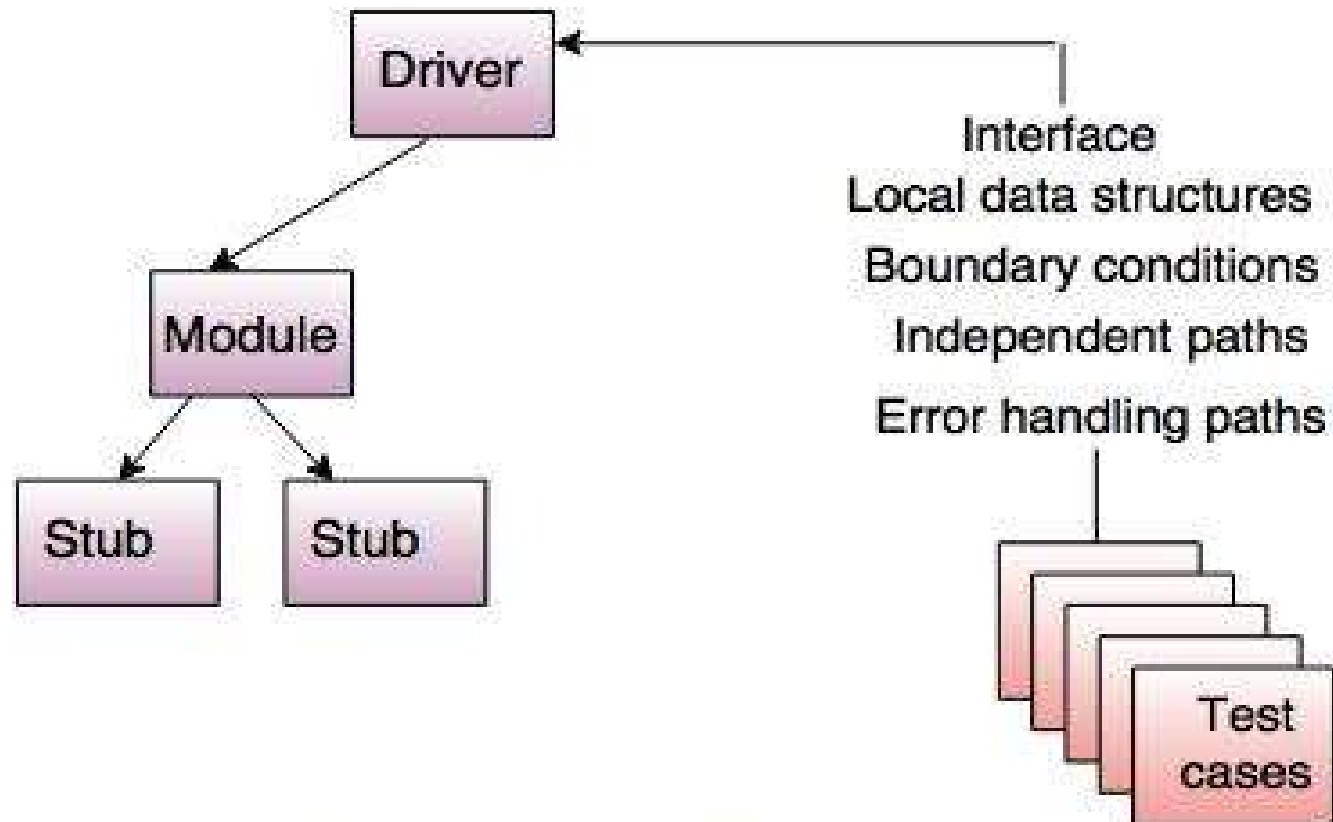 Driver
Interface
Local data structures
Boundary conditions
Module
Independent paths
Error handling paths
Stub
Stub
Test
cases